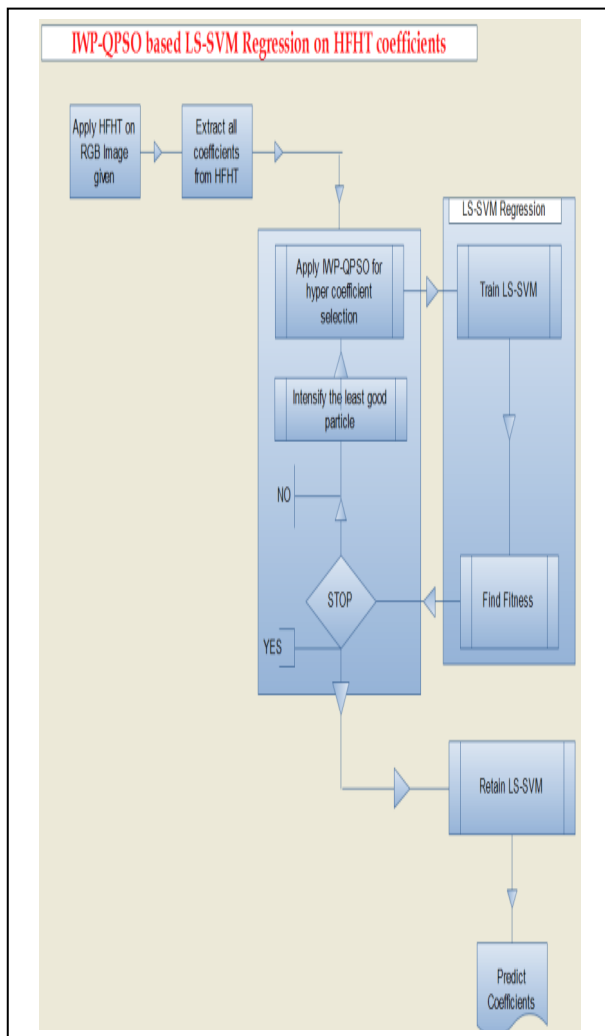 IWP-QPSO based LS-SVM Regression on HFHT coefficients
Apply HFHT on
RGB Image
given
Extract all
coefficients
from HFHT
LS-SVM Regression
Apply IWP-QPSO for
hyper coefficient
selection
Train LS-SVM
Intensify the least good
particle
NO
STOP
Find Fitness
YES
Retain LS-SVM
Predict
Coefficients